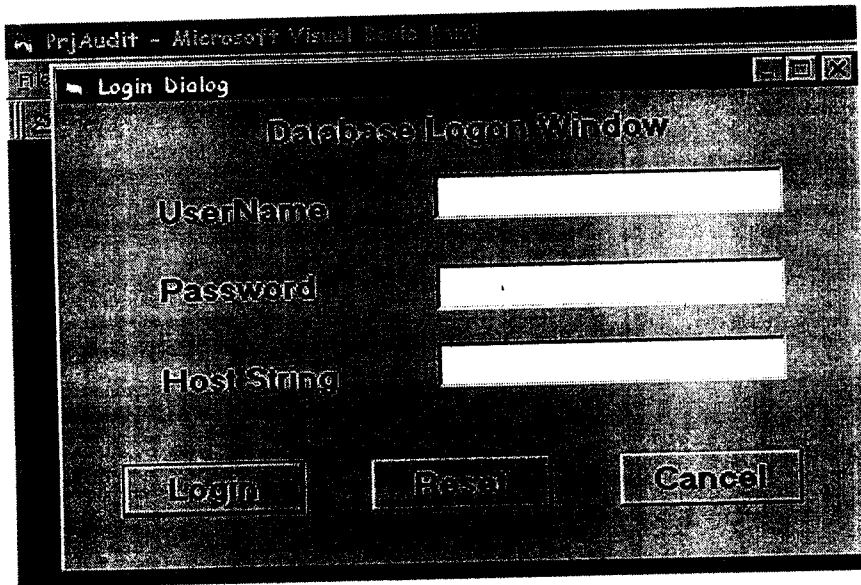 PrjAudit - Microsoft Visual Basic [run]
Login Dialog
Database Logon Window
UserName
Password
Host String
Login
Reset
Cancel